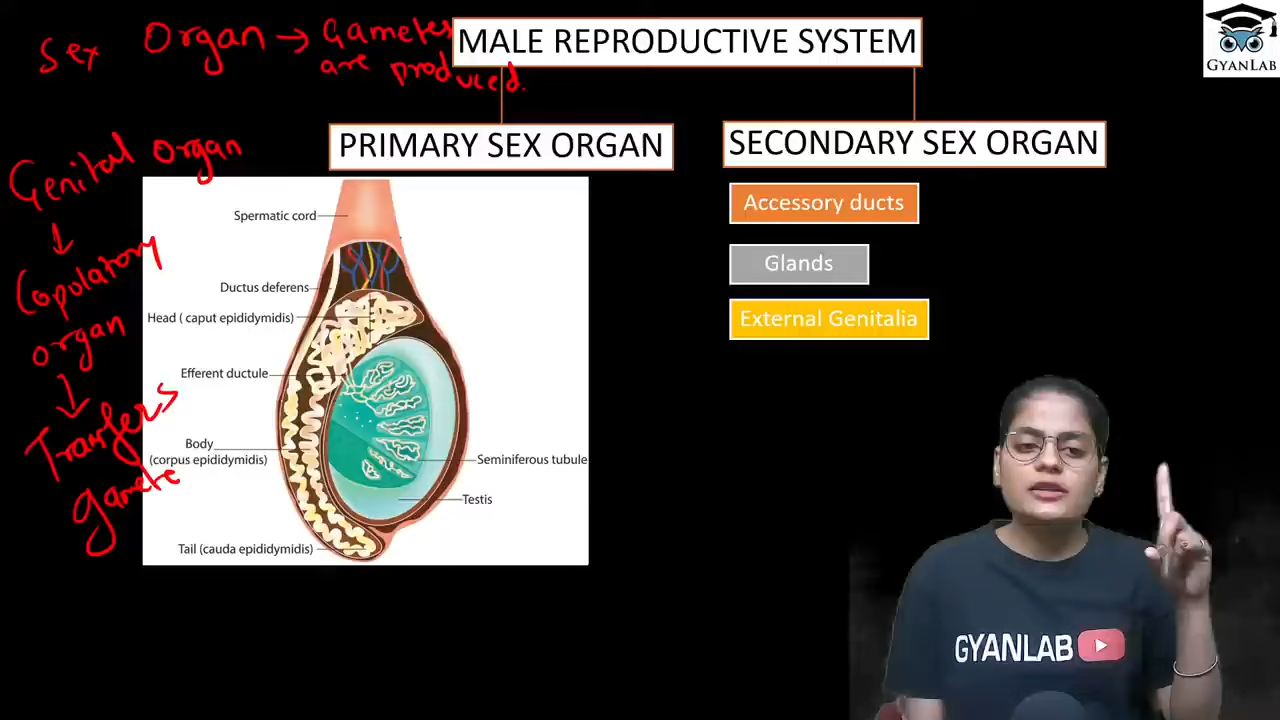 Sex Organ → Gametes
are produced.
MALE REPRODUCTIVE SYSTEM
GYANLAB
PRIMARY SEX ORGAN
SECONDARY SEX ORGAN
Genital organ
↓
Copulatory
organ
↓
Tranfers
gamete
Spermatic cord
Ductus deferens
Head ( caput epididymidis)
Efferent ductule
Body
(corpus epididymidis)
Seminiferous tubule
Testis
Tail (cauda epididymidis)
Accessory ducts
Glands
External Genitalia
GYANLAB